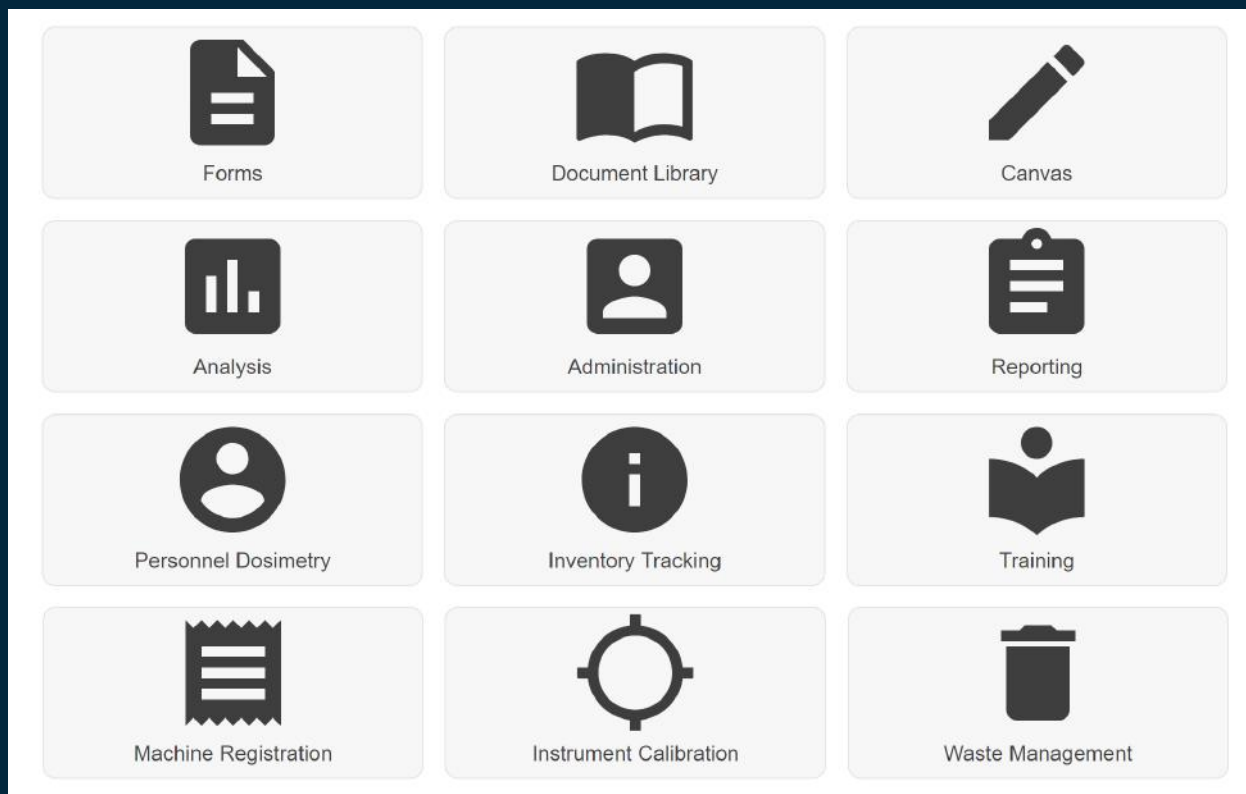 Forms
Document Library
Canvas
Analysis
Administration
Reporting
Personnel Dosimetry
Inventory Tracking
Training
Machine Registration
Instrument Calibration
Waste Management